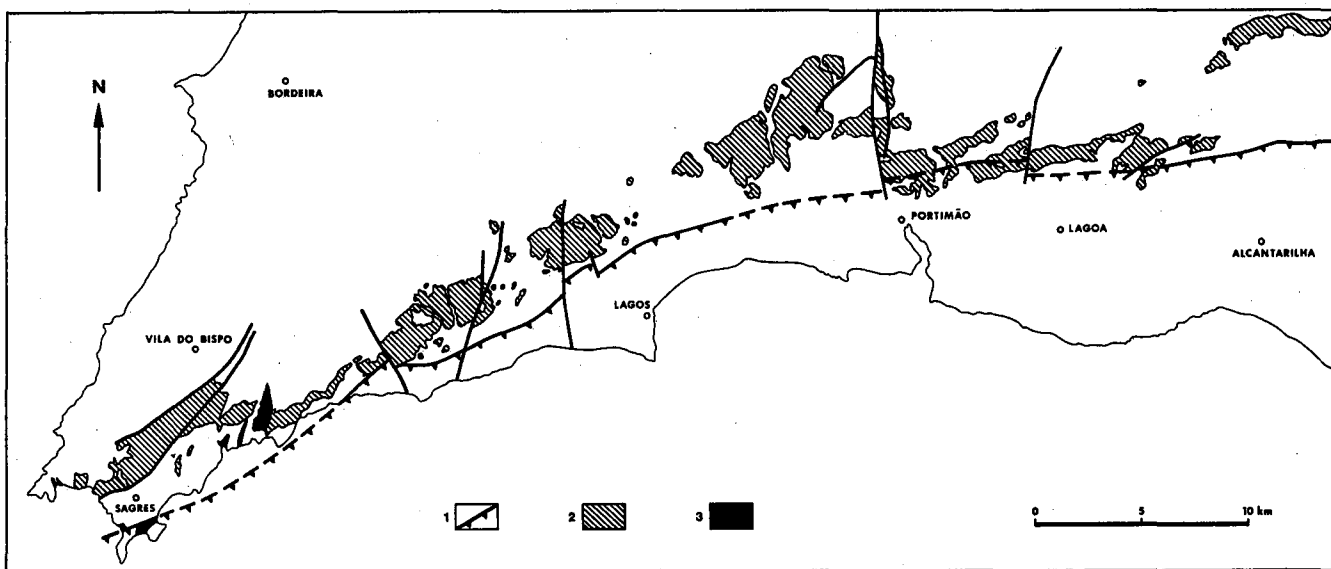 N
BORDEIRA
VILA DO BISPO
SAGRES
LAGOS
PORTIMÃO
LAGOA
ALCANTARILHA
1
2
3
0 5 10 km